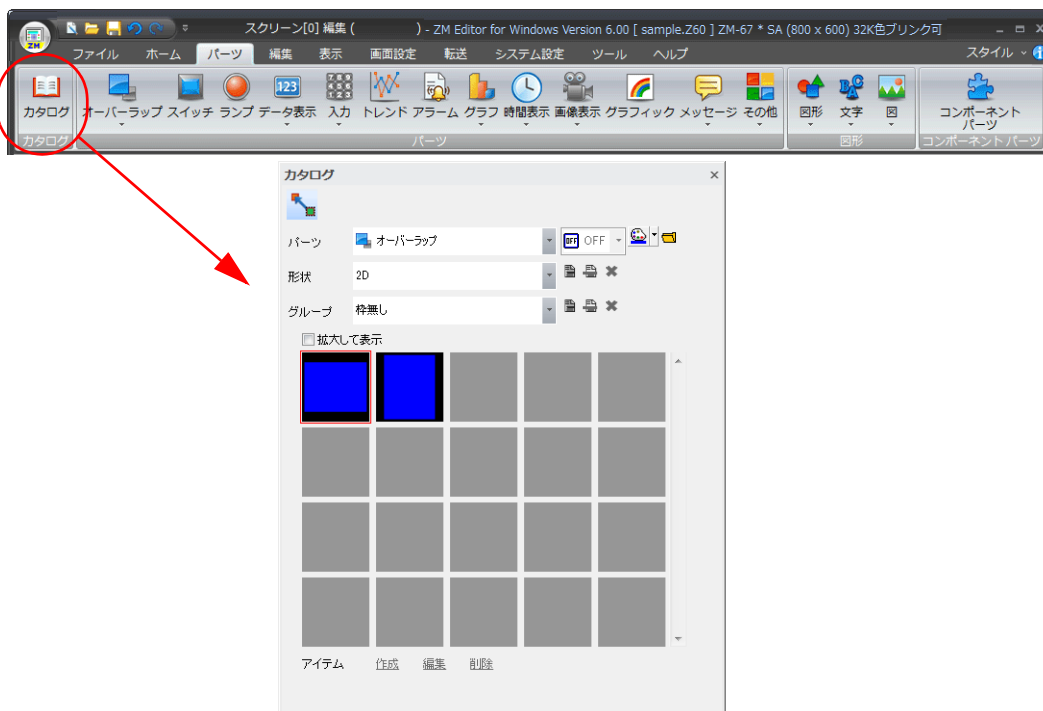 スクリーン[0] 編集 ( ) - ZM Editor for Windows Version 6.00 [ sample.Z60 ] ZM-67 * SA (800 x 600) 32K色ブリンク可
ZM
ファイル ホーム パーツ 編集 表示 画面設定 転送 システム設定 ツール ヘルプ スタイル
カタログ オーバーラップ スイッチ ランプ データ表示 入力 トレンド アラーム グラフ 時間表示 画像表示 グラフィック メッセージ その他 図形 文字 図 コンポーネント
パーツ
カタログ パーツ 図形 コンポーネント パーツ
カタログ
パーツ オーバーラップ OFF OFF
形状 2D
グループ 枠無し
拡大して表示
アイテム 作成 編集 削除